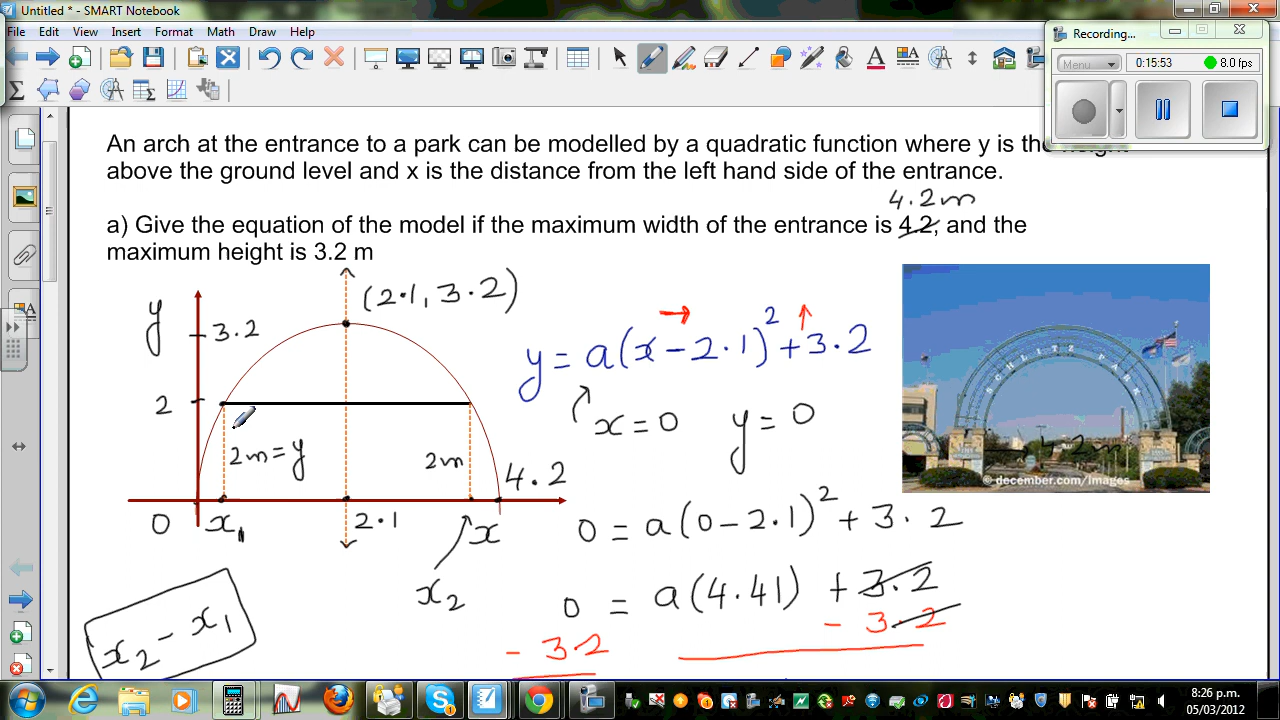 Untitled * - SMART Notebook
File Edit View Insert Format Math Draw Help
Recording...
Menu
0:15:53
8.0 fps
An arch at the entrance to a park can be modelled by a quadratic function where y is the height
above the ground level and x is the distance from the left hand side of the entrance.
4.2m
a) Give the equation of the model if the maximum width of the entrance is 4.2, and the
maximum height is 3.2 m
(2.1, 3.2)
y
3.2
2
2m = y
2m
4.2
0
x₁
2.1
x
x₂
x₂ - x₁
y = a(x - 2.1)² + 3.2
x = 0 y = 0
0 = a(0 - 2.1)² + 3.2
0 = a(4.41) + 3.2
- 3.2 - 3.2
SCHLITZ PARK
4.2m
© december.com/Images
8:26 p.m.
05/03/2012